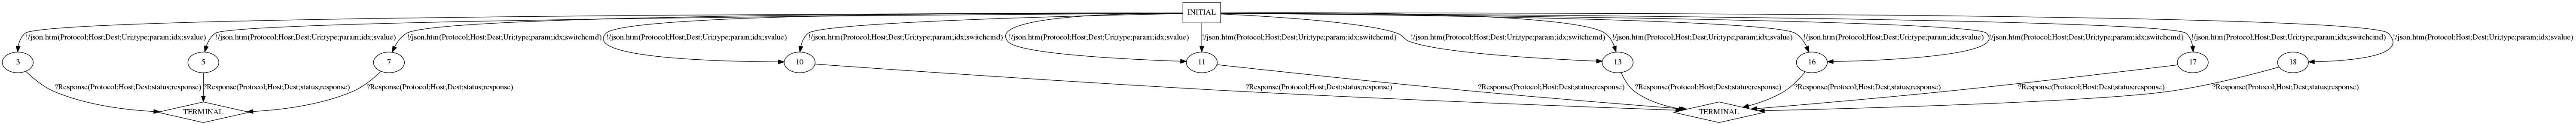 INITIAL
!/json.htm(Protocol;Host;Dest;Uri;type;param;idx;svalue)
!/json.htm(Protocol;Host;Dest;Uri;type;param;idx;svalue)
!/json.htm(Protocol;Host;Dest;Uri;type;param;idx;switchcmd)
!/json.htm(Protocol;Host;Dest;Uri;type;param;idx;svalue)
!/json.htm(Protocol;Host;Dest;Uri;type;param;idx;switchcmd)
!/json.htm(Protocol;Host;Dest;Uri;type;param;idx;svalue)
!/json.htm(Protocol;Host;Dest;Uri;type;param;idx;switchcmd)
!/json.htm(Protocol;Host;Dest;Uri;type;param;idx;switchcmd)
!/json.htm(Protocol;Host;Dest;Uri;type;param;idx;svalue)
!/json.htm(Protocol;Host;Dest;Uri;type;param;idx;svalue)
!/json.htm(Protocol;Host;Dest;Uri;type;param;idx;switchcmd)
!/json.htm(Protocol;Host;Dest;Uri;type;param;idx;switchcmd)
!/json.htm(Protocol;Host;Dest;Uri;type;param;idx;svalue)
3
5
7
10
11
13
16
17
18
?Response(Protocol;Host;Dest;status;response)
?Response(Protocol;Host;Dest;status;response)
?Response(Protocol;Host;Dest;status;response)
?Response(Protocol;Host;Dest;status;response)
?Response(Protocol;Host;Dest;status;response)
?Response(Protocol;Host;Dest;status;response)
?Response(Protocol;Host;Dest;status;response)
?Response(Protocol;Host;Dest;status;response)
?Response(Protocol;Host;Dest;status;response)
TERMINAL
TERMINAL